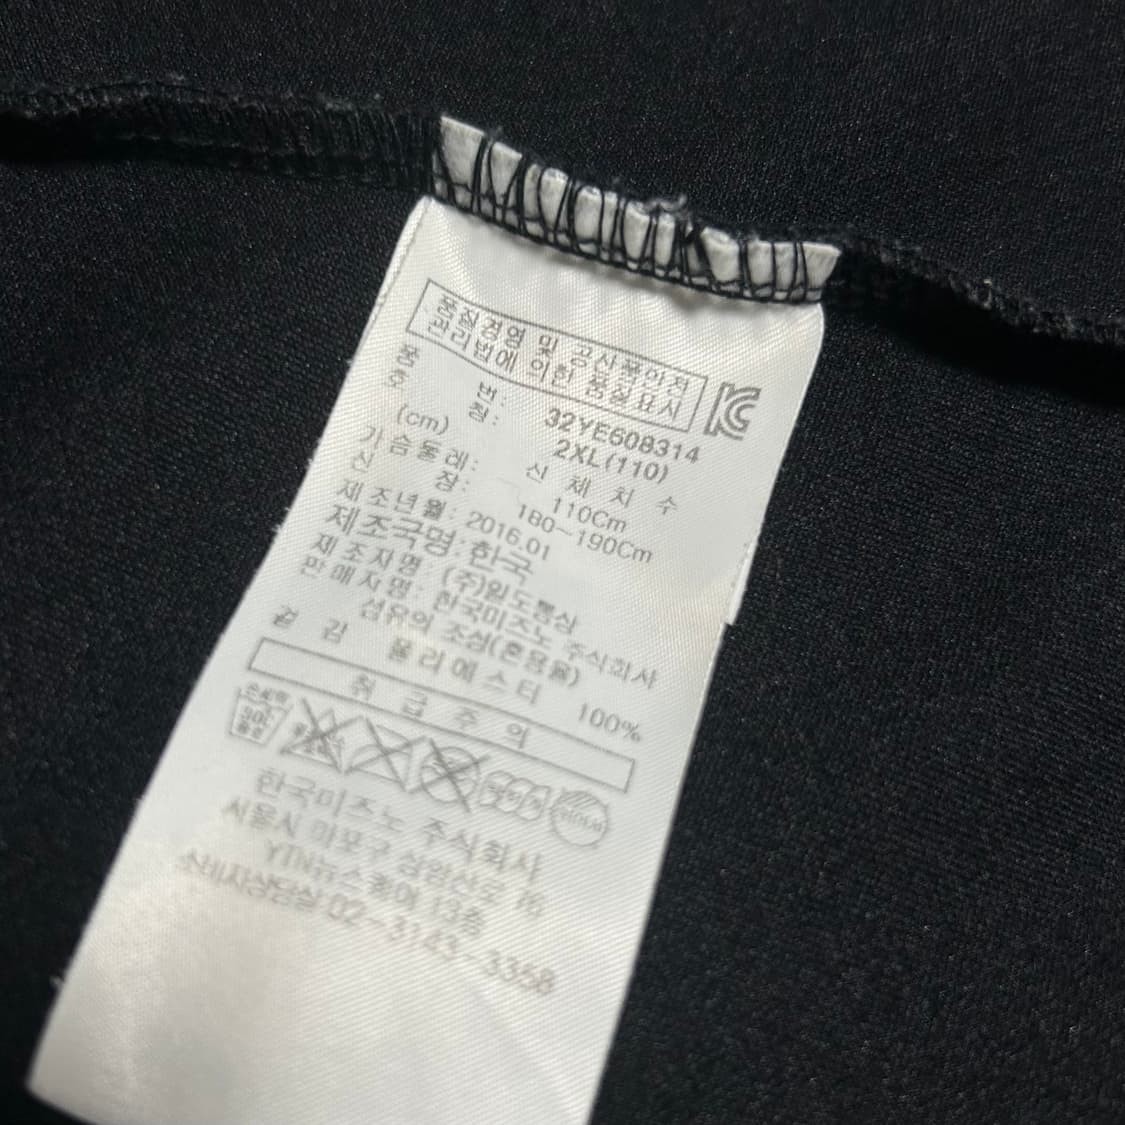 품질경영 및 공산품안전
관리법에 의한 품질표시
KC
품 번: 32YE608314
호 칭: 2XL(110)
(cm) 신 체 치 수
가슴둘레: 110Cm
신 장: 180~190Cm
제조년월: 2016.01
제조국명: 한국
제조자명: (주)일도통상
판매자명: 한국미즈노 주식회사
섬유의 조성(혼용률)
겉 감 폴리에스터 100%
취 급 주 의
한국미즈노 주식회사
서울시 마포구 상암산로 76
YTN뉴스퀘어 13층
소비자상담실 02-3143-3358